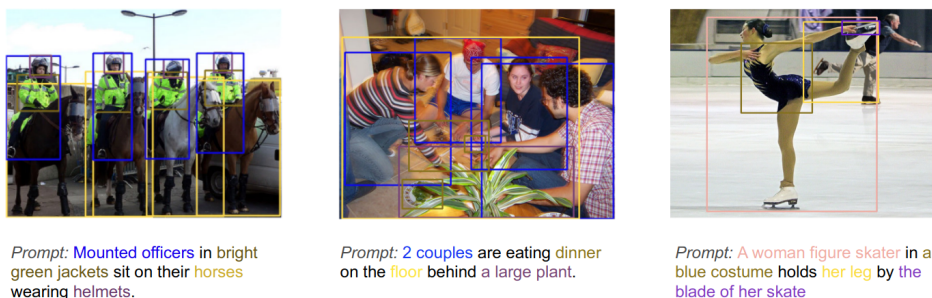 Prompt: Mounted officers in bright
green jackets sit on their horses
wearing helmets.
Prompt: 2 couples are eating dinner
on the floor behind a large plant.
Prompt: A woman figure skater in a
blue costume holds her leg by the
blade of her skate